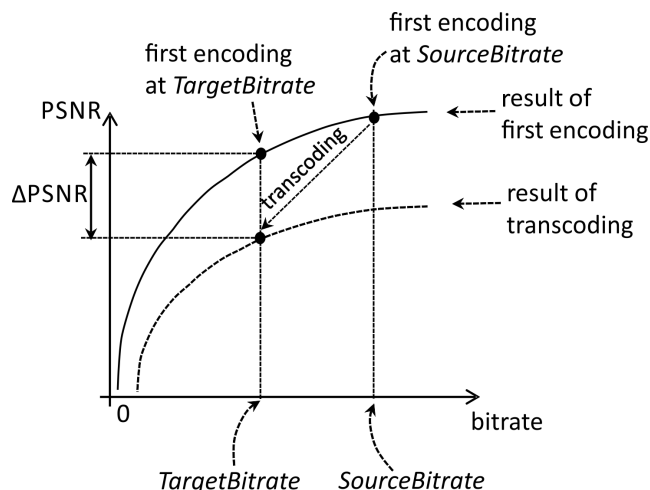 first encoding
at TargetBitrate
first encoding
at SourceBitrate
PSNR
result of
first encoding
transcoding
ΔPSNR
result of
transcoding
0
bitrate
TargetBitrate
SourceBitrate